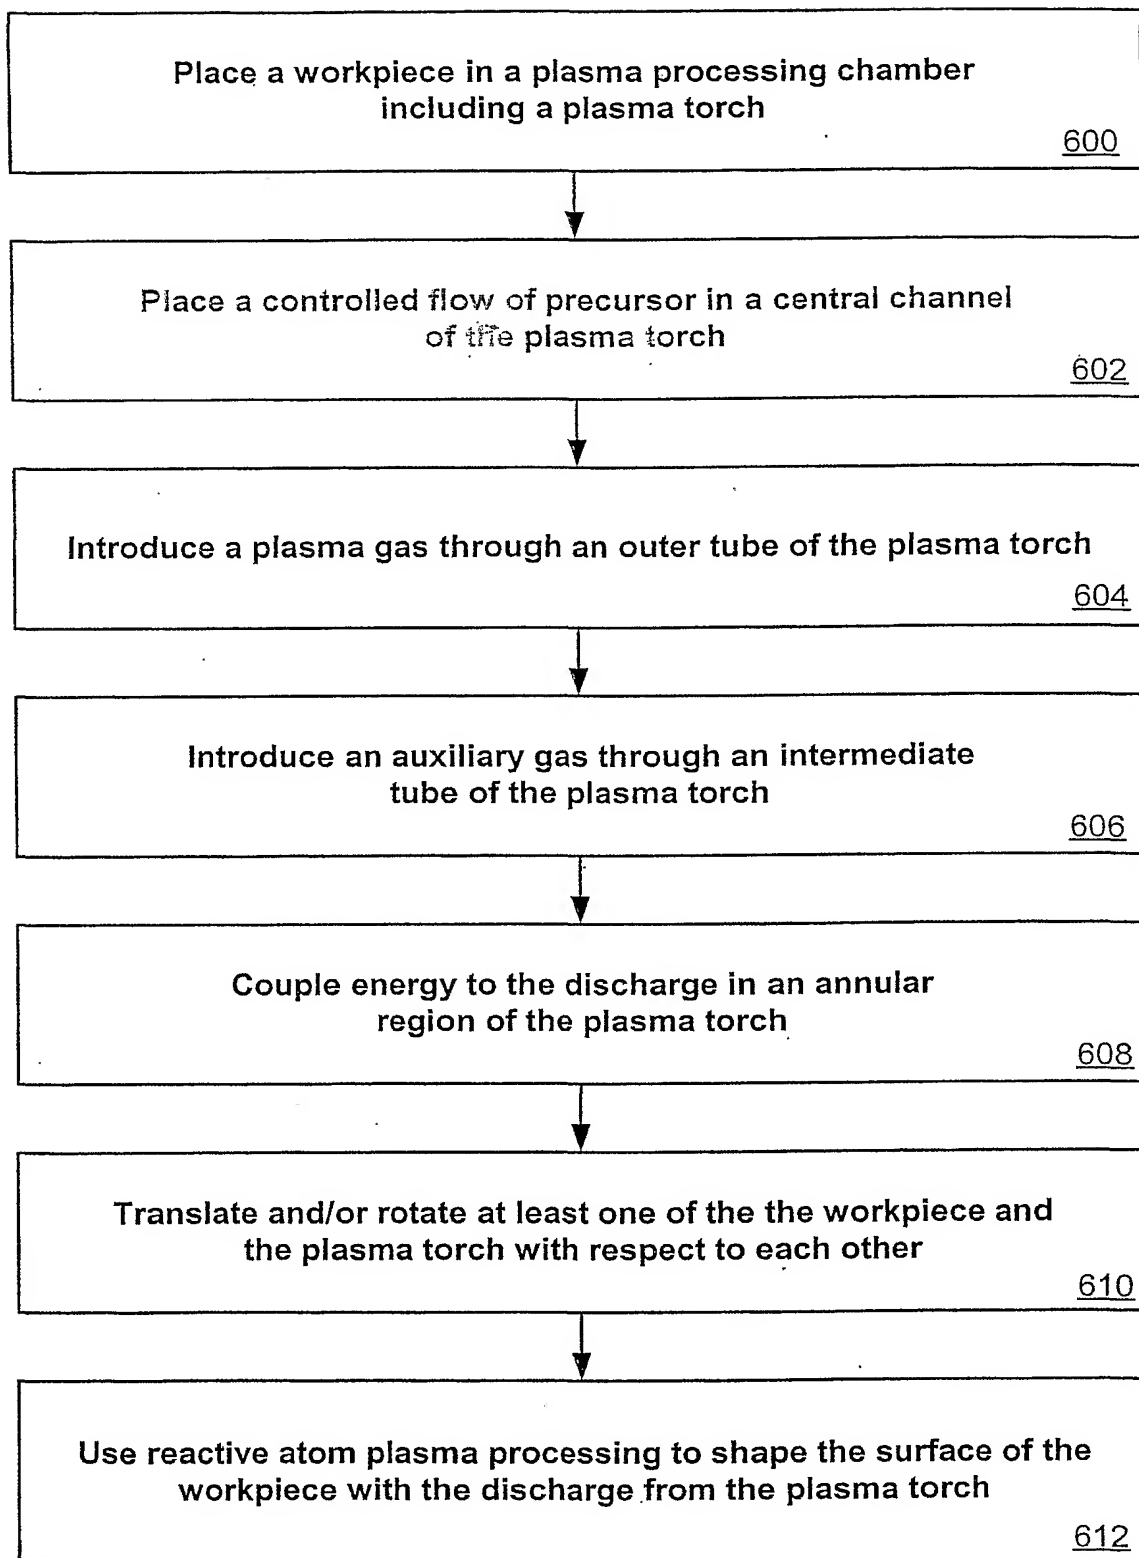 Place a workpiece in a plasma processing chamber
including a plasma torch
600
Place a controlled flow of precursor in a central channel
of the plasma torch
602
Introduce a plasma gas through an outer tube of the plasma torch
604
Introduce an auxiliary gas through an intermediate
tube of the plasma torch
606
Couple energy to the discharge in an annular
region of the plasma torch
608
Translate and/or rotate at least one of the the workpiece and
the plasma torch with respect to each other
610
Use reactive atom plasma processing to shape the surface of the
workpiece with the discharge from the plasma torch
612